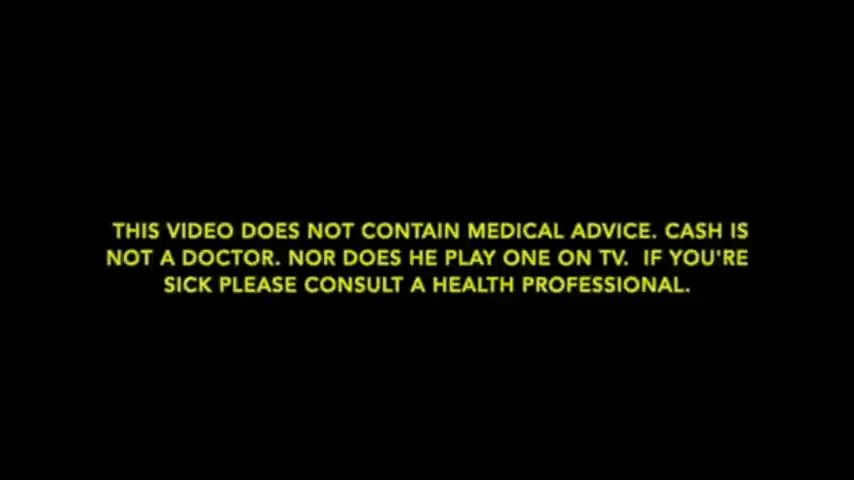 THIS VIDEO DOES NOT CONTAIN MEDICAL ADVICE. CASH IS
NOT A DOCTOR. NOR DOES HE PLAY ONE ON TV.  IF YOU'RE
SICK PLEASE CONSULT A HEALTH PROFESSIONAL.